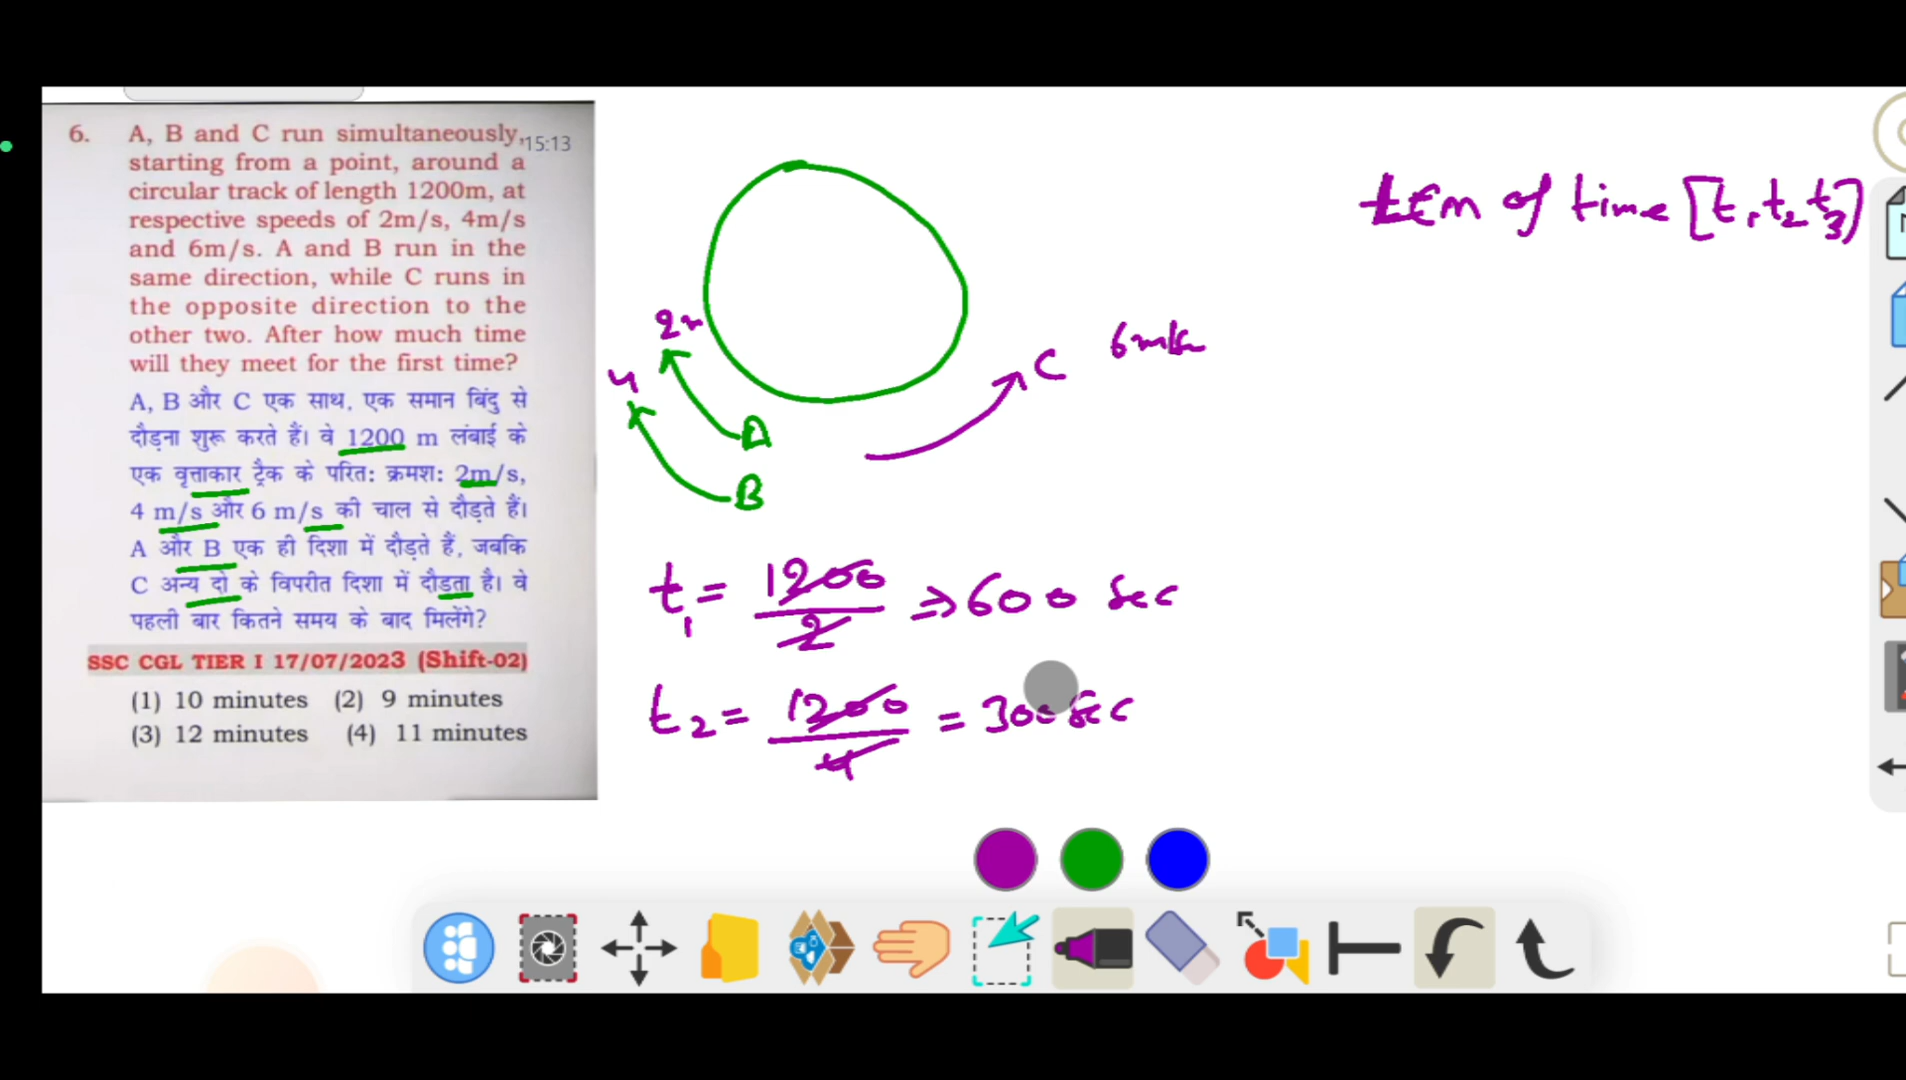 6. A, B and C run simultaneously, 15:13
starting from a point, around a
circular track of length 1200m, at
respective speeds of 2m/s, 4m/s
and 6m/s. A and B run in the
same direction, while C runs in
the opposite direction to the
other two. After how much time
will they meet for the first time?
A, B और C एक साथ, एक समान बिंदु से
दौड़ना शुरू करते हैं। वे 1200 m लंबाई के
एक वृत्ताकार ट्रैक के परित: क्रमश: 2m/s,
4 m/s और 6 m/s की चाल से दौड़ते हैं।
A और B एक ही दिशा में दौड़ते हैं, जबकि
C अन्य दो के विपरीत दिशा में दौड़ता है। वे
पहली बार कितने समय के बाद मिलेंगे?
SSC CGL TIER I 17/07/2023 (Shift-02)
(1) 10 minutes (2) 9 minutes
(3) 12 minutes (4) 11 minutes
of time [t₁, t₂ t₃]
2m
4
A
B
C 6m/s
t₁ = 1200/2 ⇒ 600 sec
t₂ = 1200/4 = 300 sec